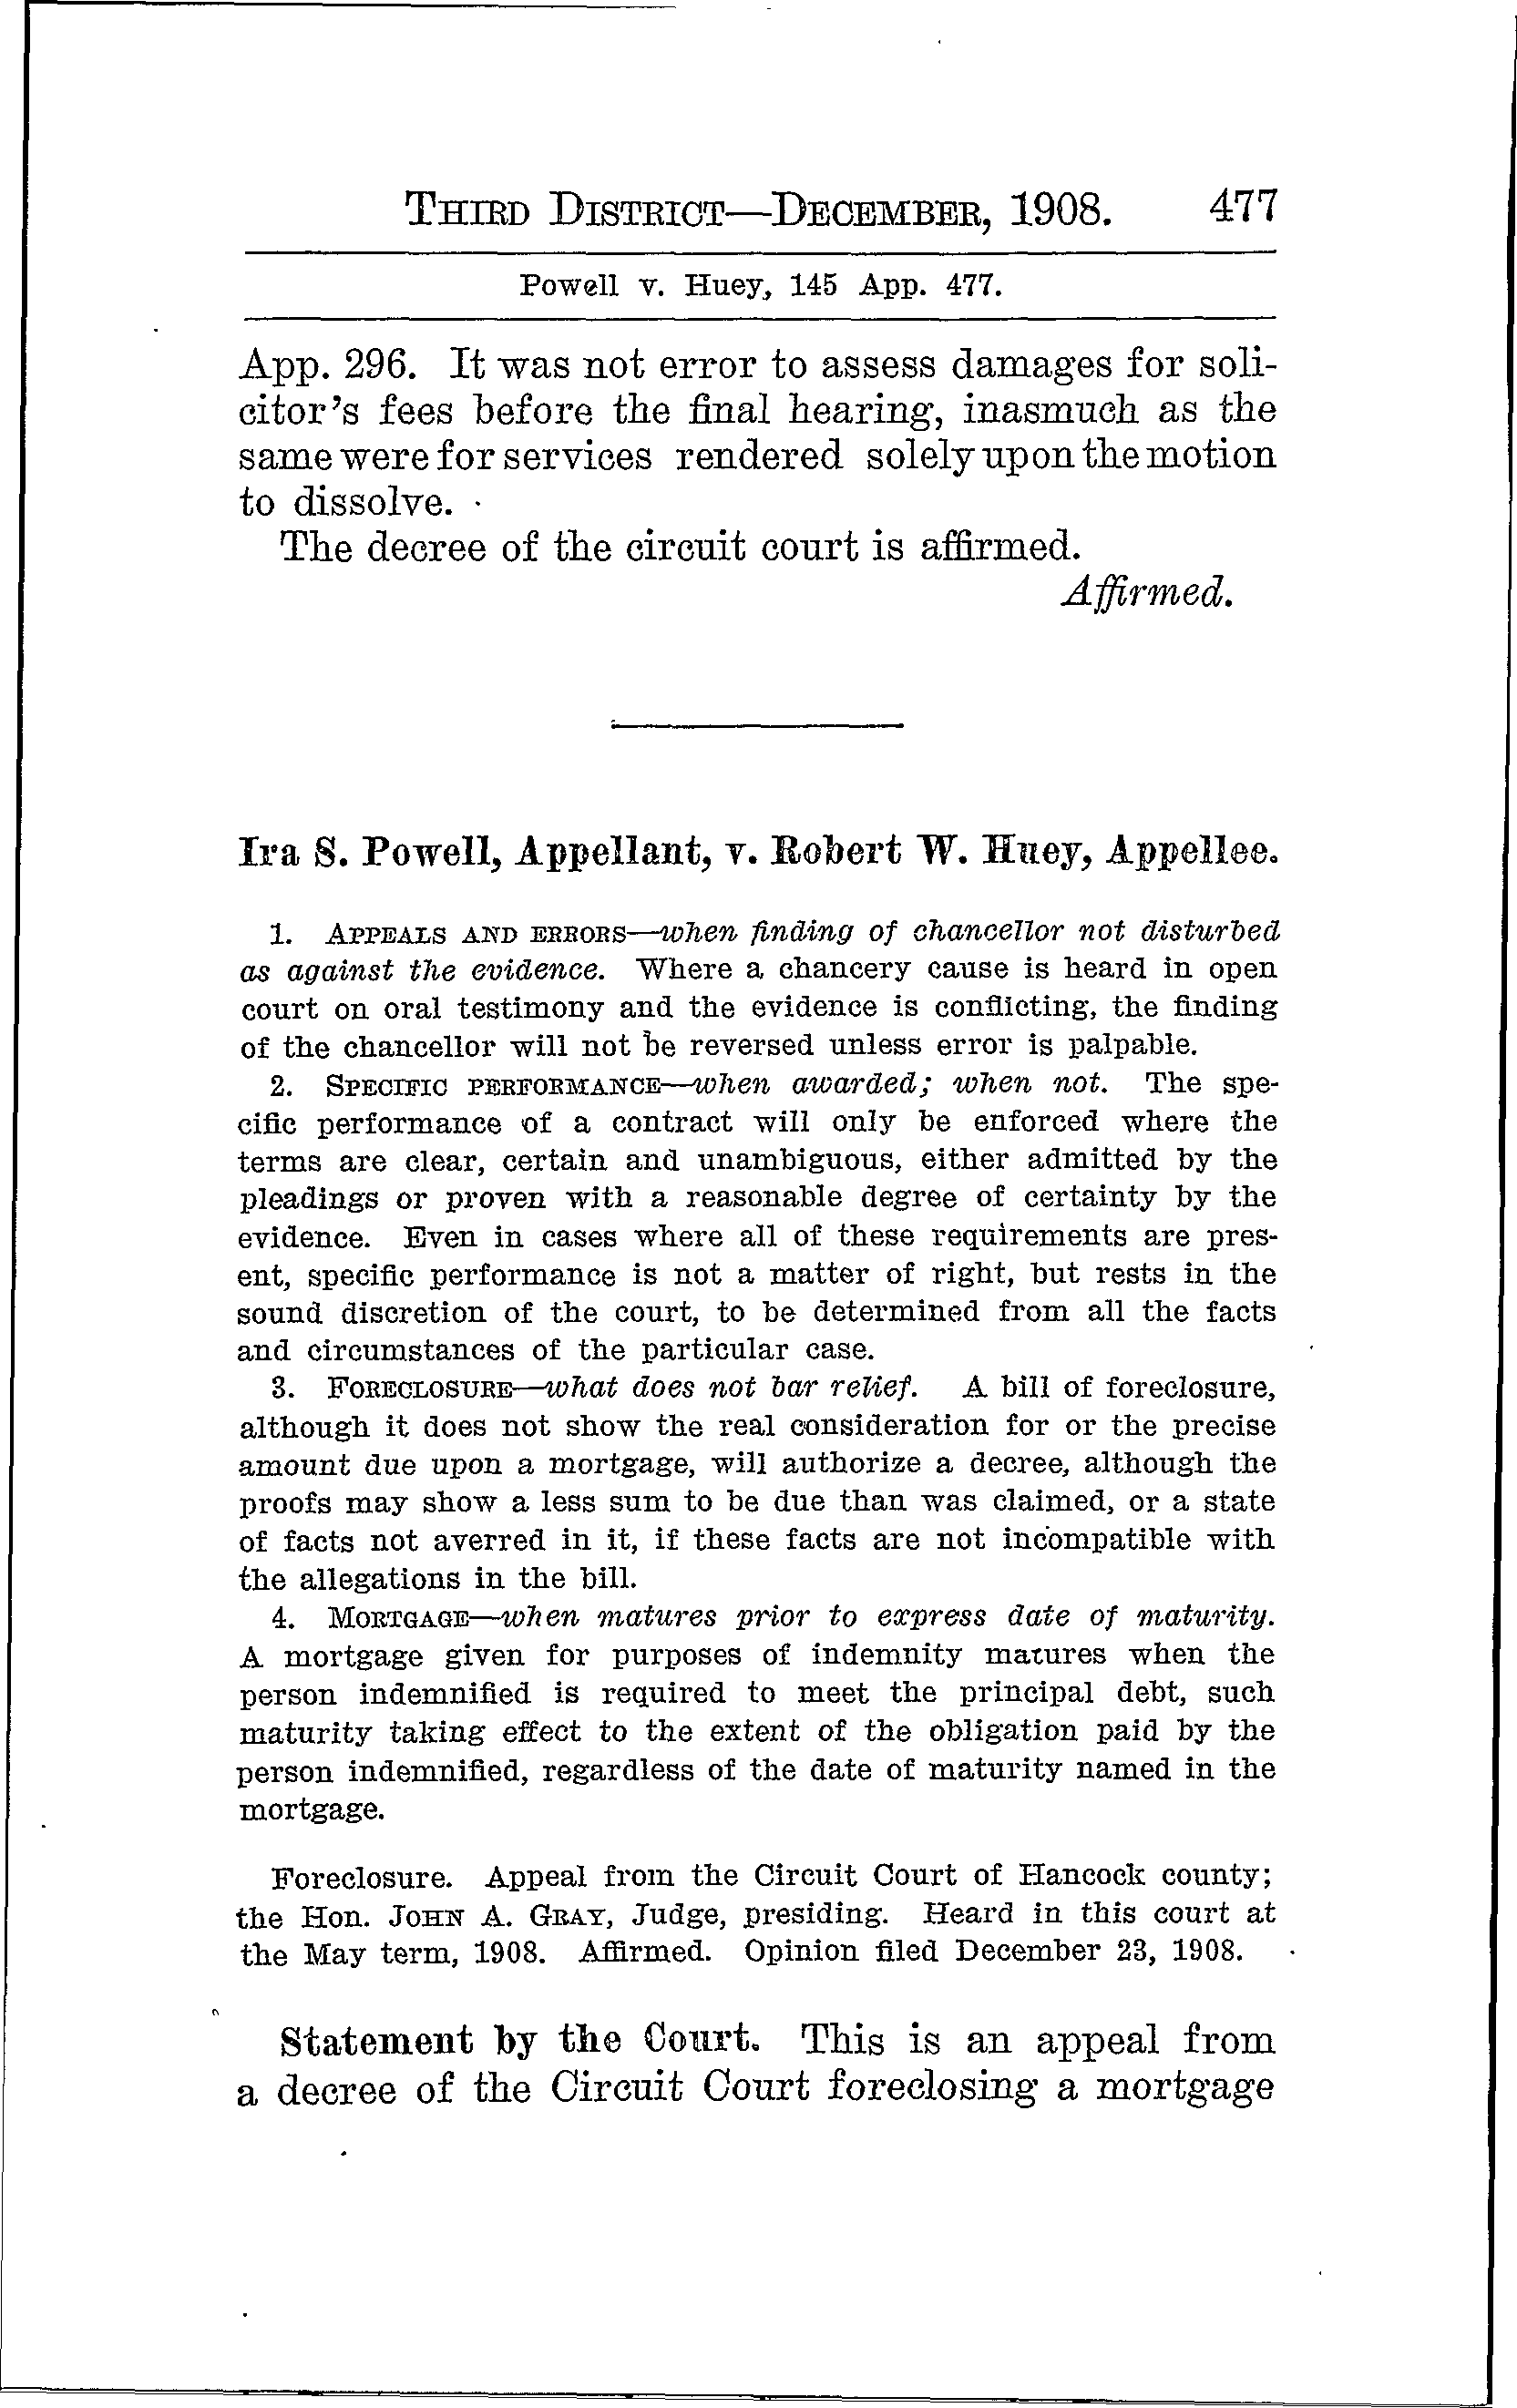 THIRD DISTRICT—DECEMBER, 1908. 477
Powell v. Huey, 145 App. 477.
App. 296. It was not error to assess damages for soli-
citor's fees before the final hearing, inasmuch as the
same were for services rendered solely upon the motion
to dissolve.
The decree of the circuit court is affirmed.
Affirmed.
Ira S. Powell, Appellant, v. Robert W. Huey, Appellee.
1. APPEALS AND ERRORS—when finding of chancellor not disturbed
as against the evidence. Where a chancery cause is heard in open
court on oral testimony and the evidence is conflicting, the finding
of the chancellor will not be reversed unless error is palpable.
2. SPECIFIC PERFORMANCE—when awarded; when not. The spe-
cific performance of a contract will only be enforced where the
terms are clear, certain and unambiguous, either admitted by the
pleadings or proven with a reasonable degree of certainty by the
evidence. Even in cases where all of these requirements are pres-
ent, specific performance is not a matter of right, but rests in the
sound discretion of the court, to be determined from all the facts
and circumstances of the particular case.
3. FORECLOSURE—what does not bar relief. A bill of foreclosure,
although it does not show the real consideration for or the precise
amount due upon a mortgage, will authorize a decree, although the
proofs may show a less sum to be due than was claimed, or a state
of facts not averred in it, if these facts are not incompatible with
the allegations in the bill.
4. MORTGAGE—when matures prior to express date of maturity.
A mortgage given for purposes of indemnity matures when the
person indemnified is required to meet the principal debt, such
maturity taking effect to the extent of the obligation paid by the
person indemnified, regardless of the date of maturity named in the
mortgage.
Foreclosure. Appeal from the Circuit Court of Hancock county;
the Hon. JOHN A. GRAY, Judge, presiding. Heard in this court at
the May term, 1908. Affirmed. Opinion filed December 23, 1908.
Statement by the Court. This is an appeal from
a decree of the Circuit Court foreclosing a mortgage